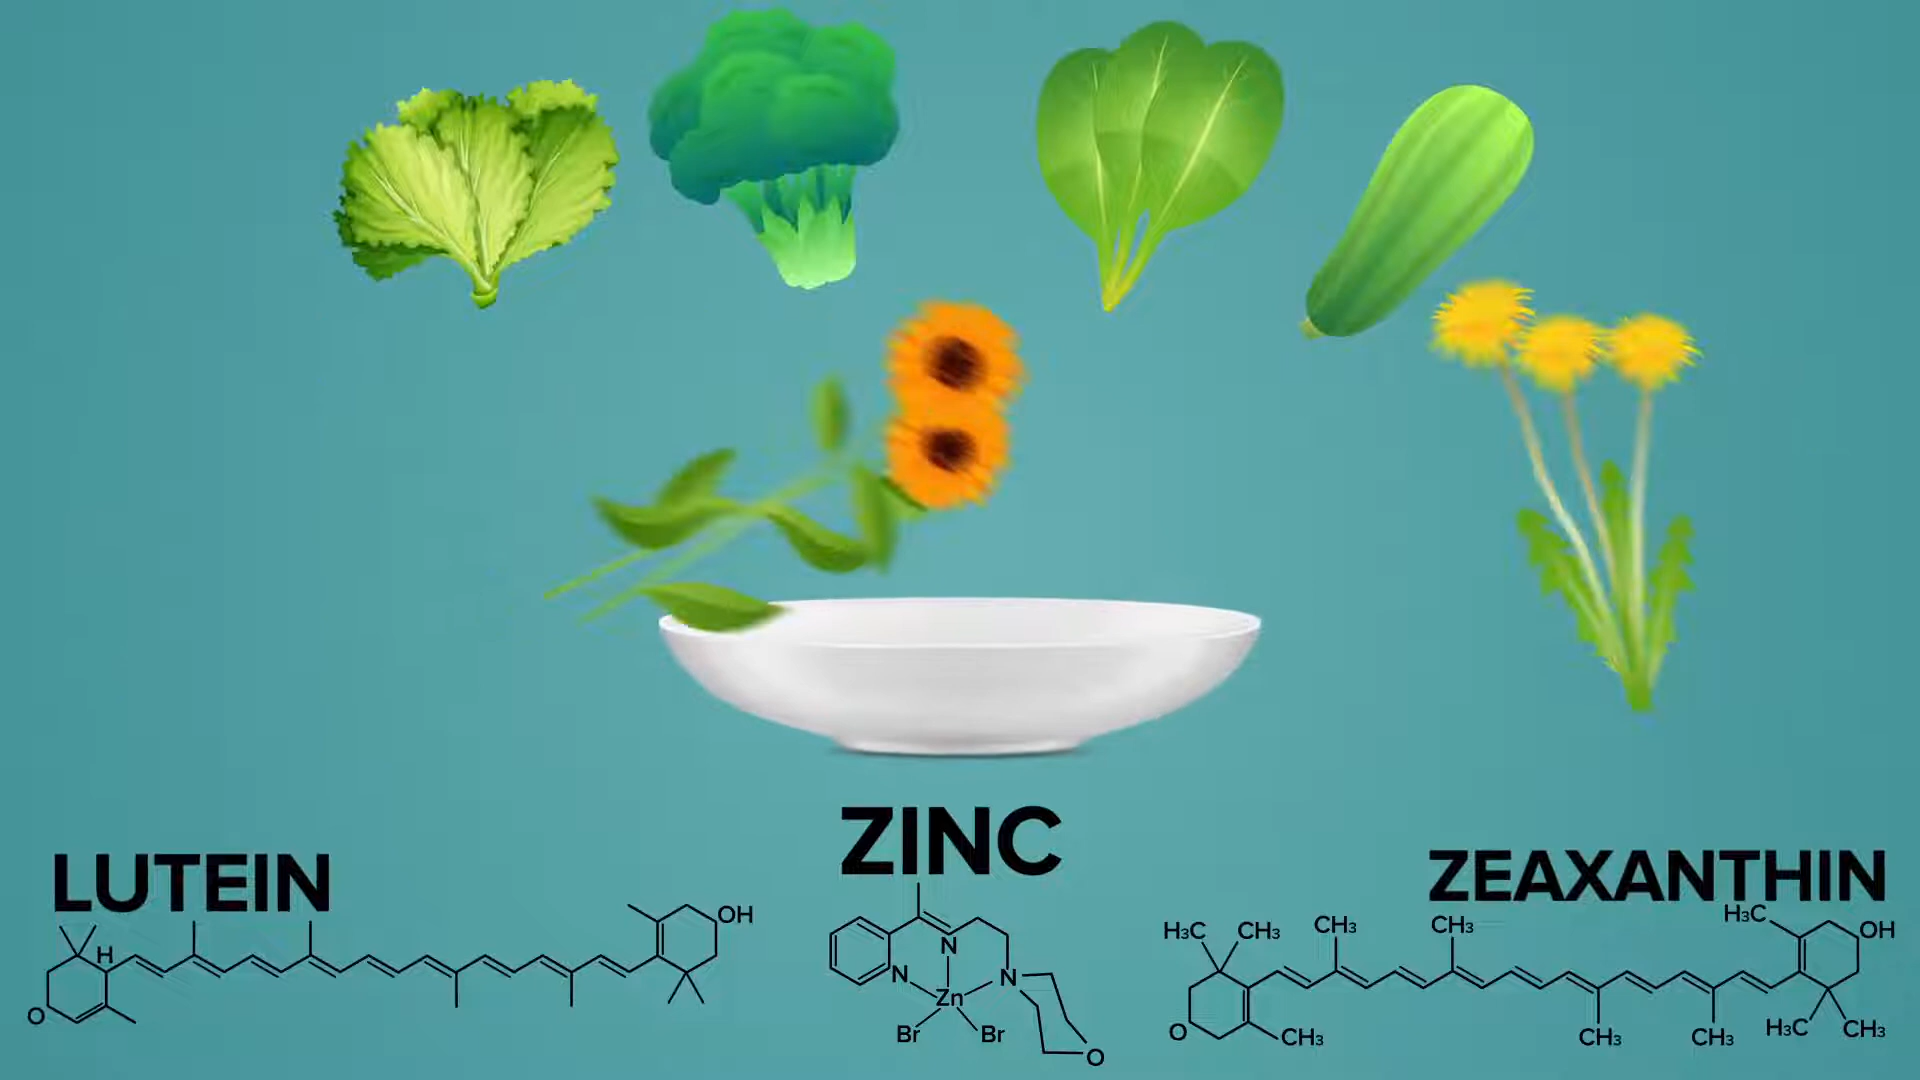 ZINC
LUTEIN
ZEAXANTHIN
OH
H
O
N
N
N
Zn
Br
Br
O
H₃C
CH₃
CH₃
CH₃
H₃C
OH
O
CH₃
CH₃
CH₃
H₃C
CH₃